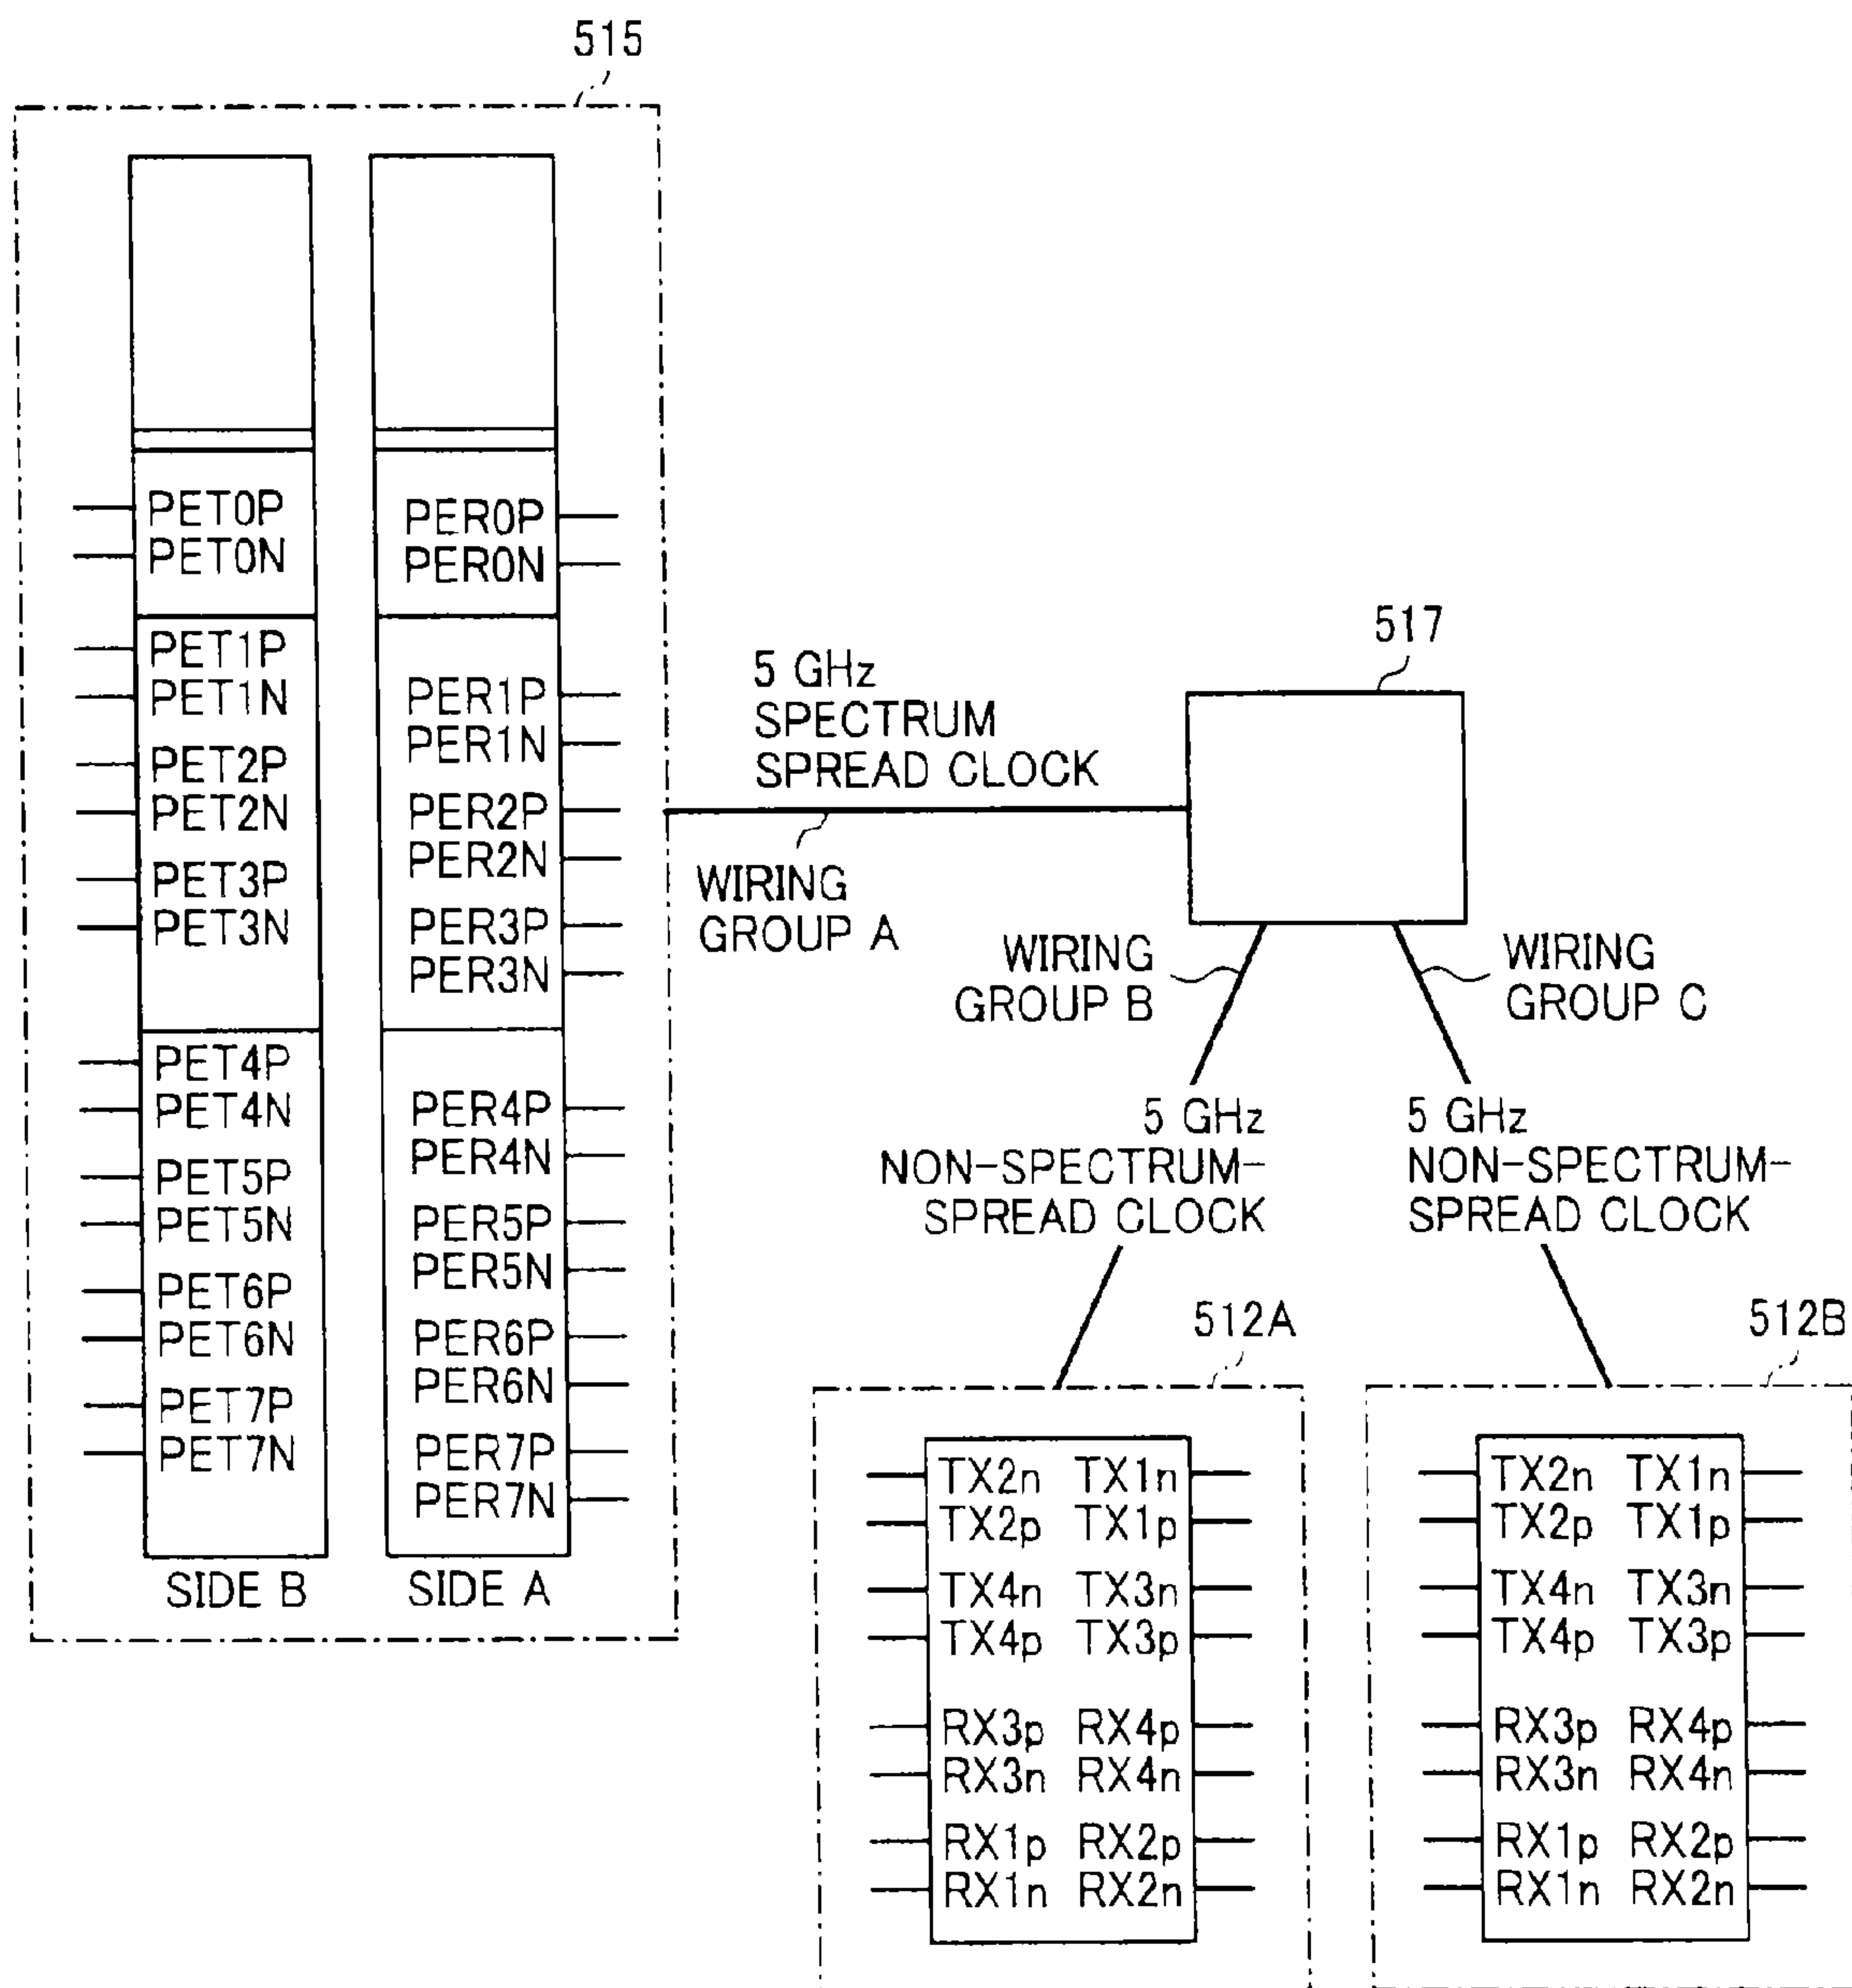 515
PET0P
PET0N
PET1P
PET1N
PET2P
PET2N
PET3P
PET3N
PET4P
PET4N
PET5P
PET5N
PET6P
PET6N
PET7P
PET7N
SIDE B
PER0P
PER0N
PER1P
PER1N
PER2P
PER2N
PER3P
PER3N
PER4P
PER4N
PER5P
PER5N
PER6P
PER6N
PER7P
PER7N
SIDE A
5 GHz
SPECTRUM
SPREAD CLOCK
WIRING
GROUP A
517
WIRING
GROUP B
WIRING
GROUP C
5 GHz
NON-SPECTRUM-
SPREAD CLOCK
5 GHz
NON-SPECTRUM-
SPREAD CLOCK
512A
TX2n TX1n
TX2p TX1p
TX4n TX3n
TX4p TX3p
RX3p RX4p
RX3n RX4n
RX1p RX2p
RX1n RX2n
512B
TX2n TX1n
TX2p TX1p
TX4n TX3n
TX4p TX3p
RX3p RX4p
RX3n RX4n
RX1p RX2p
RX1n RX2n